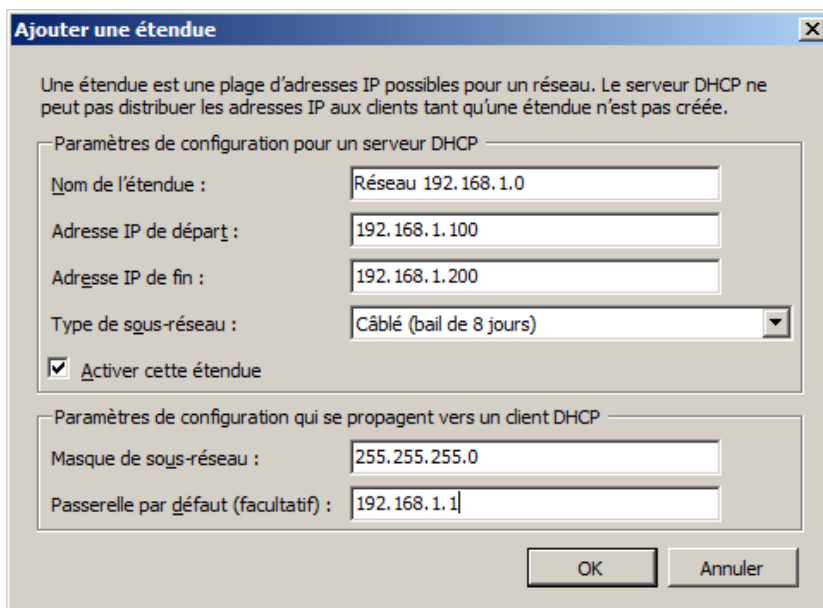 Ajouter une étendue
Une étendue est une plage d'adresses IP possibles pour un réseau. Le serveur DHCP ne
peut pas distribuer les adresses IP aux clients tant qu'une étendue n'est pas créée.
Paramètres de configuration pour un serveur DHCP
Nom de l'étendue :
Réseau 192.168.1.0
Adresse IP de départ :
192.168.1.100
Adresse IP de fin :
192.168.1.200
Type de sous-réseau :
Câblé (bail de 8 jours)
Activer cette étendue
Paramètres de configuration qui se propagent vers un client DHCP
Masque de sous-réseau :
255.255.255.0
Passerelle par défaut (facultatif) :
192.168.1.1
OK
Annuler